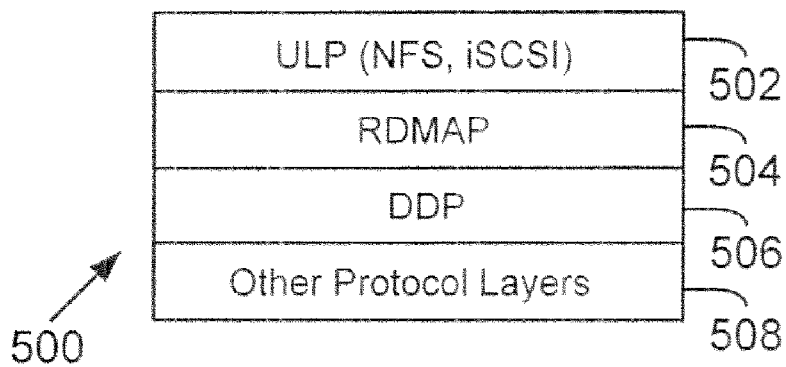 ULP (NFS, iSCSI)
502
RDMAP
504
DDP
506
Other Protocol Layers
508
500